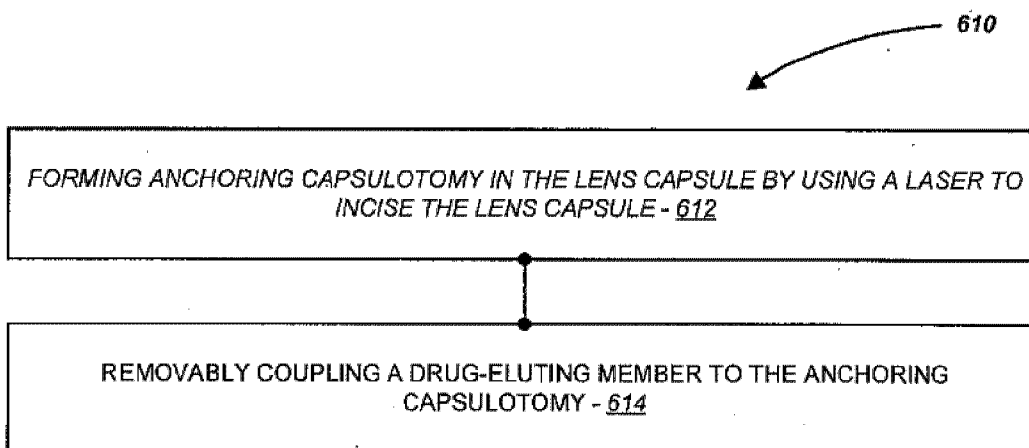 610
FORMING ANCHORING CAPSULOTOMY IN THE LENS CAPSULE BY USING A LASER TO
INCISE THE LENS CAPSULE - 612
REMOVABLY COUPLING A DRUG-ELUTING MEMBER TO THE ANCHORING
CAPSULOTOMY - 614